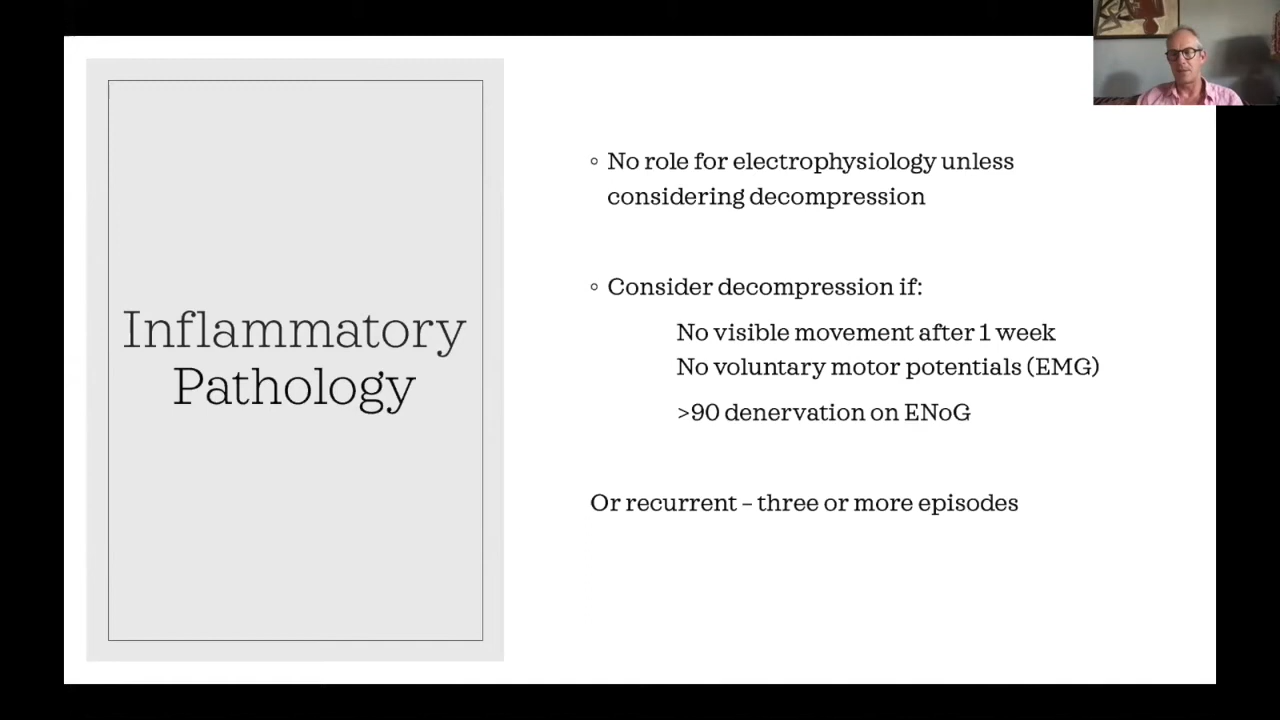 Inflammatory
Pathology
◦ No role for electrophysiology unless
considering decompression
◦ Consider decompression if:
No visible movement after 1 week
No voluntary motor potentials (EMG)
>90 denervation on ENoG
Or recurrent – three or more episodes